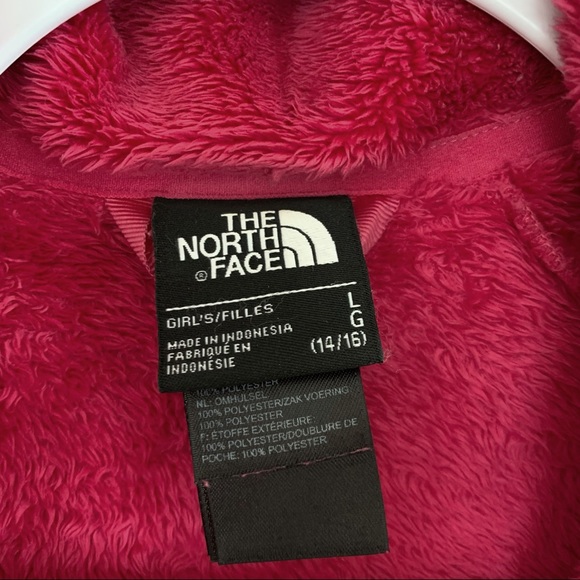 THE
NORTH
® FACE
GIRL'S/FILLES L
G
MADE IN INDONESIA (14/16)
FABRIQUÉ EN
INDONÉSIE
100% POLYESTER
NL: OMHULSEL:
100% POLYESTER/ZAK VOERING:
100% POLYESTER
F: ÉTOFFE EXTÉRIEURE:
100% POLYESTER/DOUBLURE DE
POCHE: 100% POLYESTER